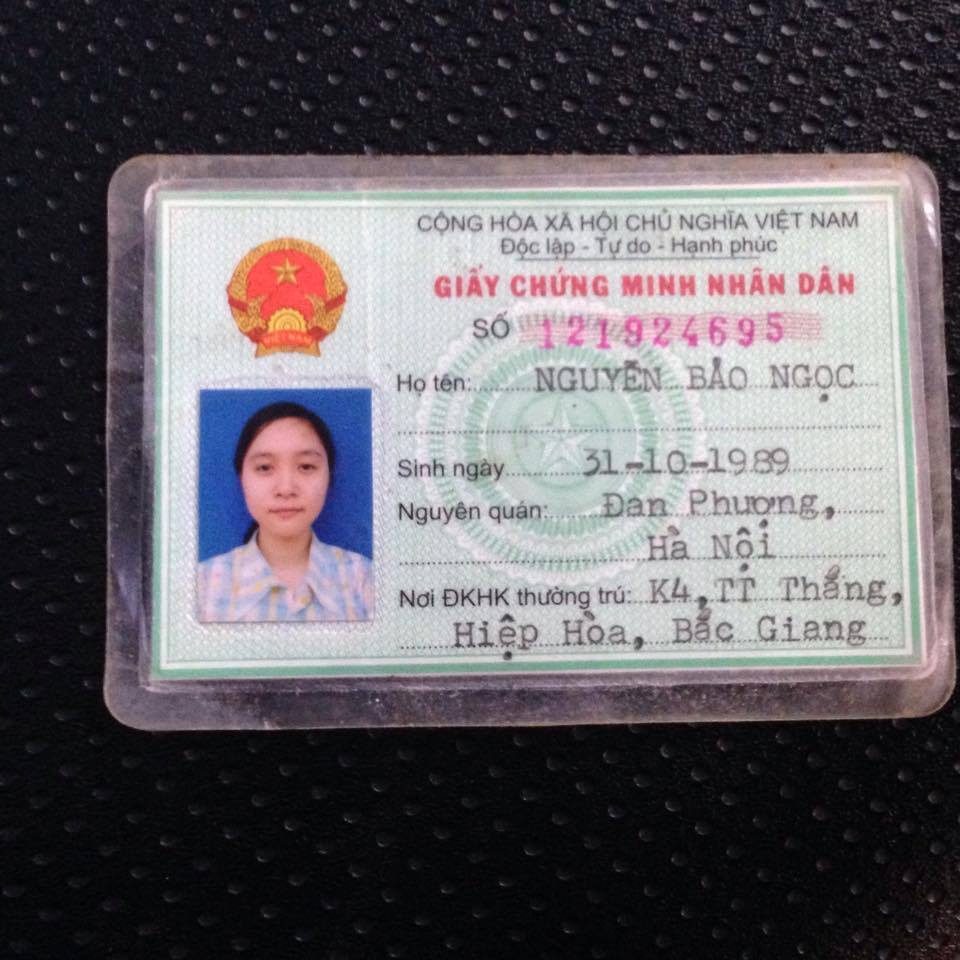 CỘNG HÒA XÃ HỘI CHỦ NGHĨA VIỆT NAM
Độc lập - Tự do - Hạnh phúc
GIẤY CHỨNG MINH NHÂN DÂN
SỐ 121924695
VIỆT NAM
Họ tên: NGUYỄN BẢO NGỌC
Sinh ngày 31-10-1989
Nguyên quán: Đan Phượng,
Hà Nội
Nơi ĐKHK thường trú: K4, TT Thắng,
Hiệp Hòa, Bắc Giang